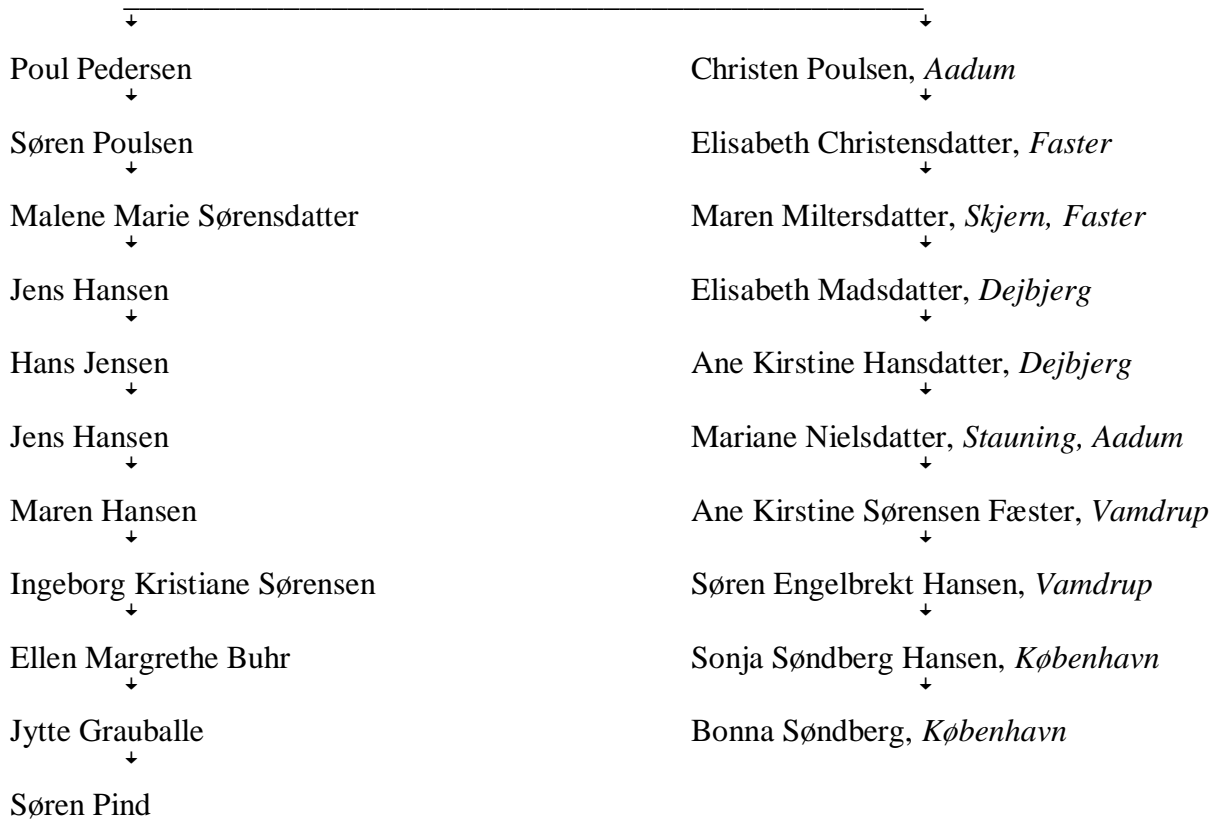 Poul Pedersen Christen Poulsen, Aadum
Søren Poulsen Elisabeth Christensdatter, Faster
Malene Marie Sørensdatter Maren Miltersdatter, Skjern, Faster
Jens Hansen Elisabeth Madsdatter, Dejbjerg
Hans Jensen Ane Kirstine Hansdatter, Dejbjerg
Jens Hansen Mariane Nielsdatter, Stauning, Aadum
Maren Hansen Ane Kirstine Sørensen Fæster, Vamdrup
Ingeborg Kristiane Sørensen Søren Engelbrekt Hansen, Vamdrup
Ellen Margrethe Buhr Sonja Søndberg Hansen, København
Jytte Grauballe Bonna Søndberg, København
Søren Pind